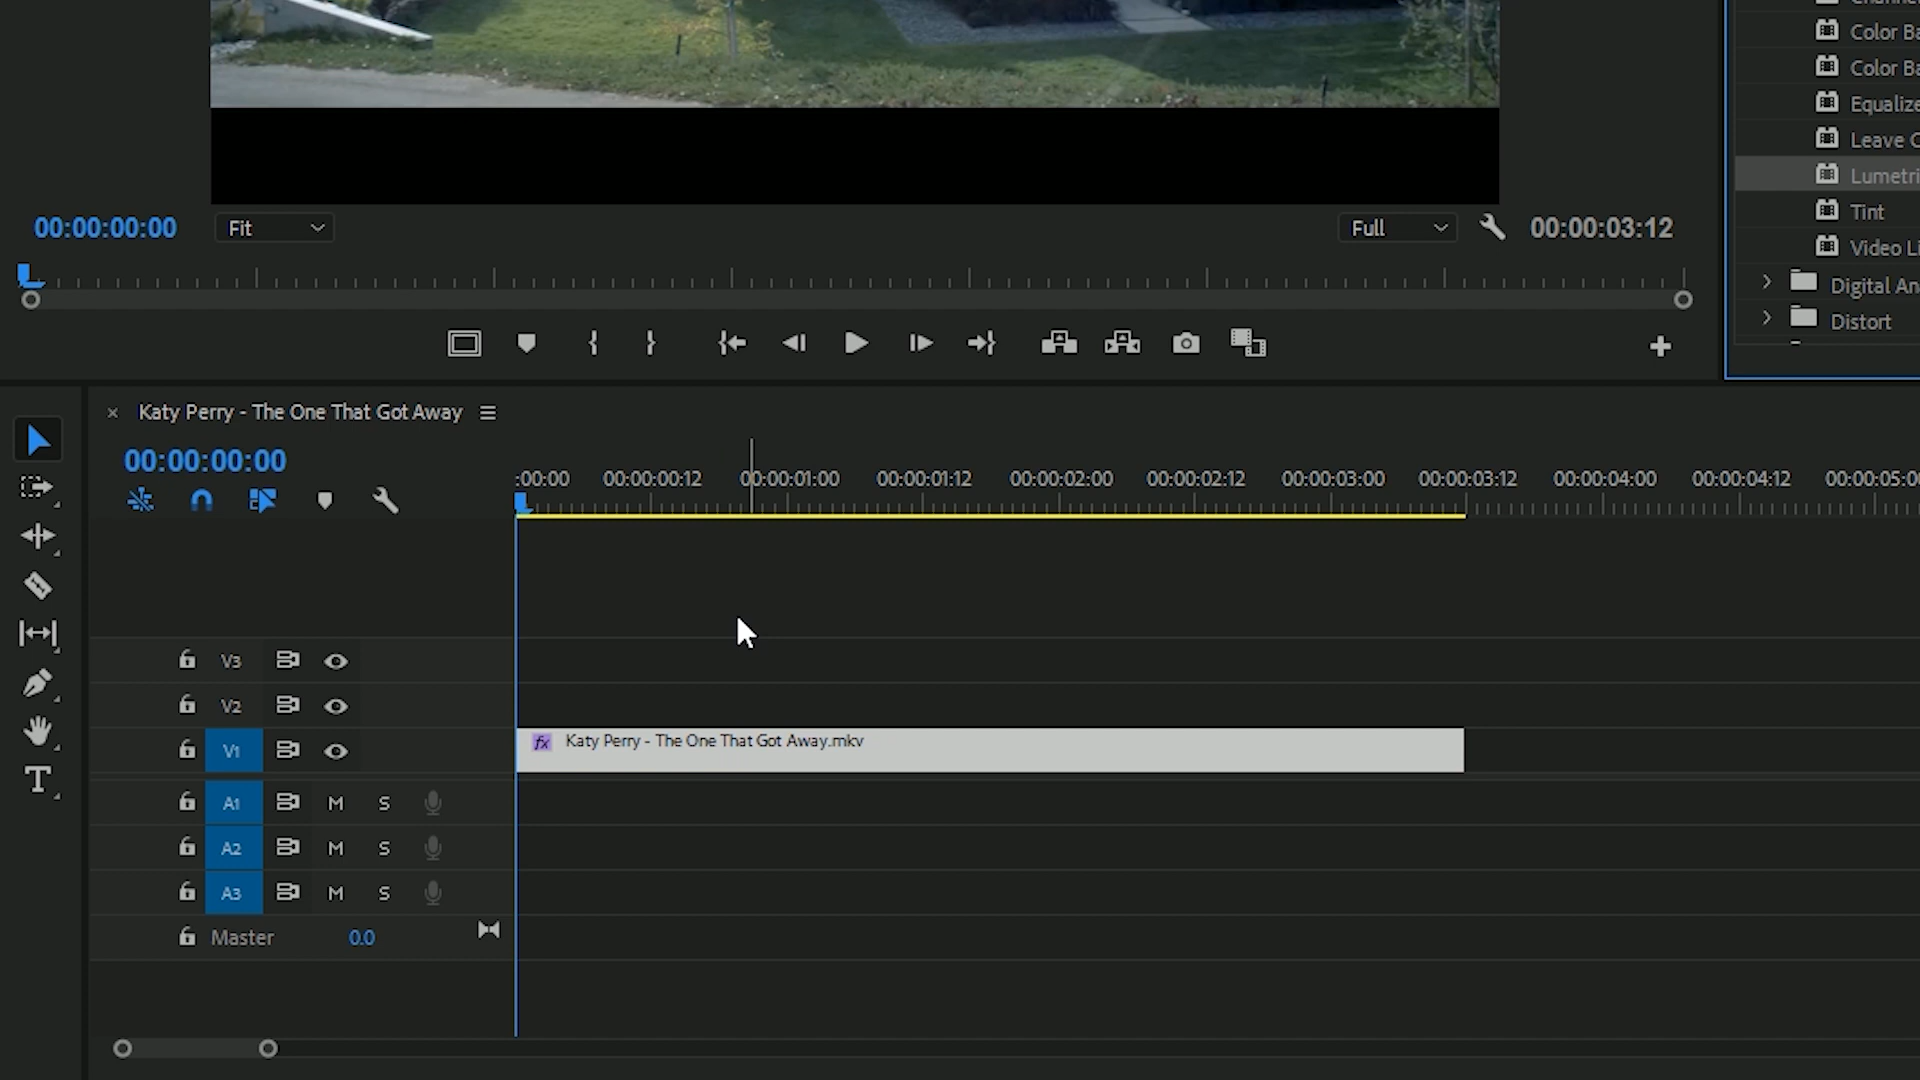 Color Ba
Color Ba
Equalize
Leave C
Lumetri
Tint
Video Li
Digital An
Distort
00:00:00:00
Fit
Full
00:00:03:12
Katy Perry - The One That Got Away
00:00:00:00
:00:00 00:00:00:12 00:00:01:00 00:00:01:12 00:00:02:00 00:00:02:12 00:00:03:00 00:00:03:12 00:00:04:00 00:00:04:12 00:00:05:00
V3
V2
V1
fx Katy Perry - The One That Got Away.mkv
A1 M S
A2 M S
A3 M S
Master 0.0